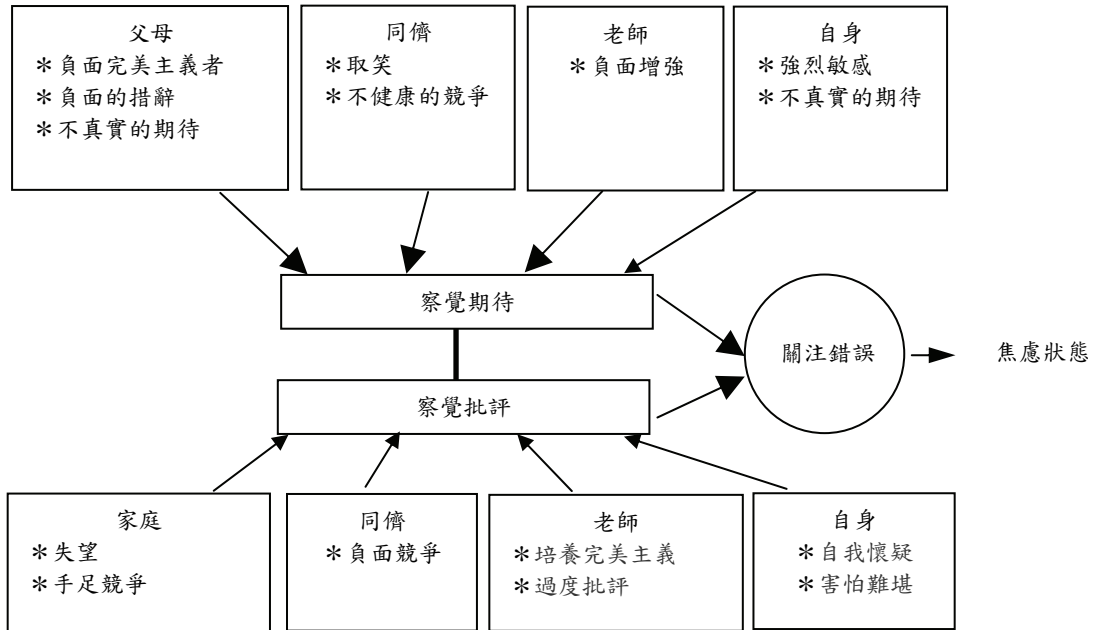 父母
＊負面完美主義者
＊負面的措辭
＊不真實的期待
同儕
＊取笑
＊不健康的競爭
老師
＊負面增強
自身
＊強烈敏感
＊不真實的期待
察覺期待
關注錯誤
焦慮狀態
察覺批評
家庭
＊失望
＊手足競爭
同儕
＊負面競爭
老師
＊培養完美主義
＊過度批評
自身
＊自我懷疑
＊害怕難堪